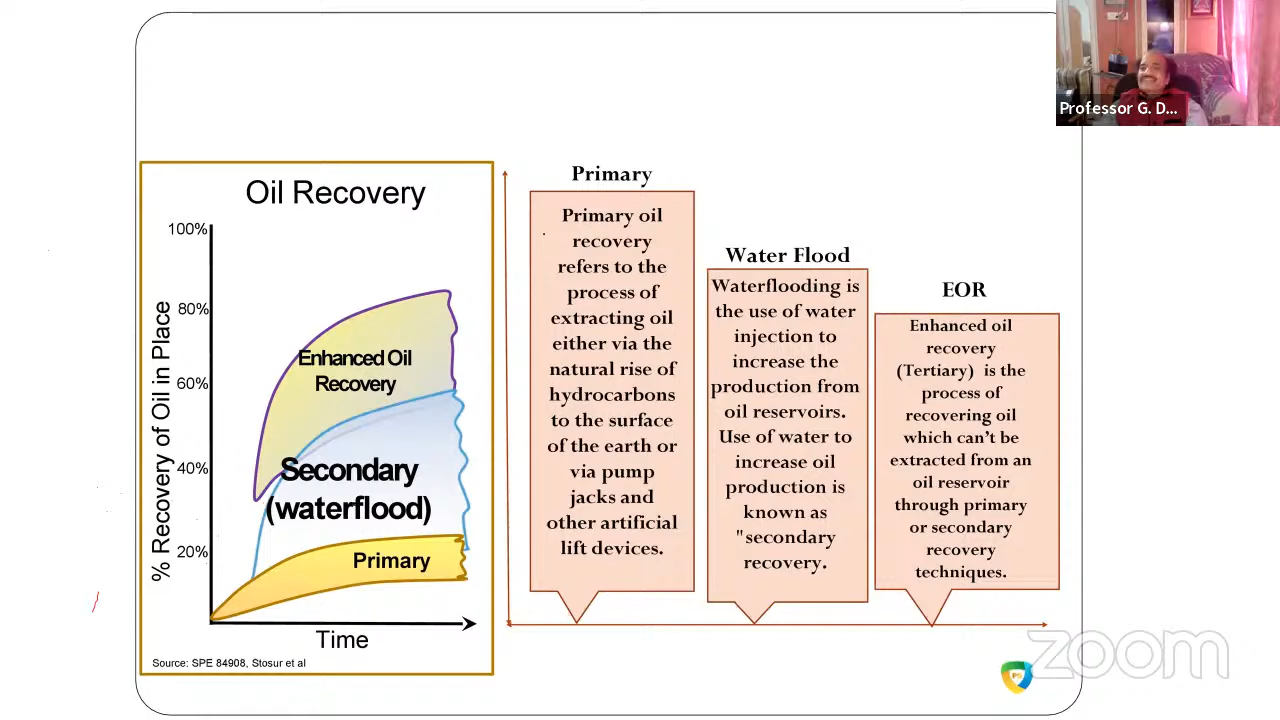 Professor G. D...
Oil Recovery
100%
80%
60%
40%
20%
% Recovery of Oil in Place
Enhanced Oil
Recovery
Secondary
(waterflood)
Primary
Time
Source: SPE 84908, Stosur et al
Primary
Primary oil
recovery
refers to the
process of
extracting oil
either via the
natural rise of
hydrocarbons
to the surface
of the earth or
via pump
jacks and
other artificial
lift devices.
Water Flood
Waterflooding is
the use of water
injection to
increase the
production from
oil reservoirs.
Use of water to
increase oil
production is
known as
"secondary
recovery.
EOR
Enhanced oil
recovery
(Tertiary) is the
process of
recovering oil
which can't be
extracted from an
oil reservoir
through primary
or secondary
recovery
techniques.
zoom